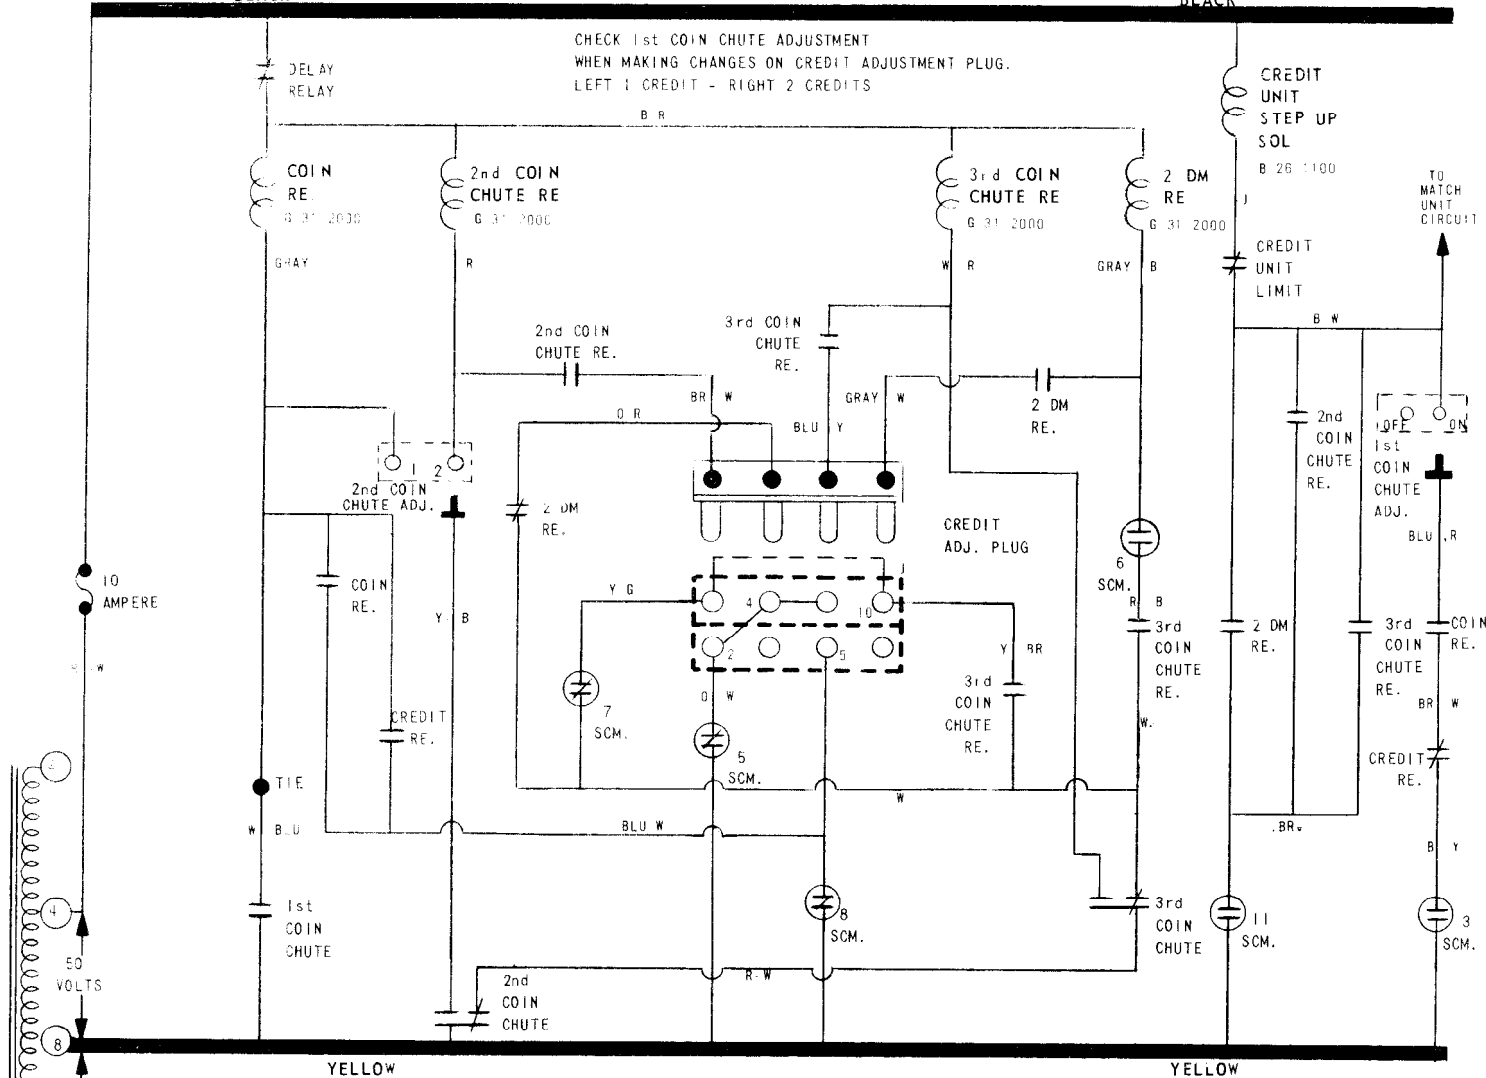 BLACK
CHECK 1st COIN CHUTE ADJUSTMENT
WHEN MAKING CHANGES ON CREDIT ADJUSTMENT PLUG.
LEFT 1 CREDIT - RIGHT 2 CREDITS
DELAY
RELAY
B R
CREDIT
UNIT
STEP UP
SOL
B 26 1100
COIN
RE.
G 31 2000
2nd COIN
CHUTE RE
G 31 2000
3rd COIN
CHUTE RE
G 31 2000
2 DM
RE
G 31 2000
TO
MATCH
UNIT
CIRCUIT
GRAY
R
W R
GRAY B
CREDIT
UNIT
LIMIT
2nd COIN
CHUTE RE.
3rd COIN
CHUTE
RE.
B W
BR W
O R
BLU Y
GRAY W
2 DM
RE.
2nd
COIN
CHUTE
RE.
OFF ON
1st
COIN
CHUTE
ADJ.
1 2
2nd COIN
CHUTE ADJ.
2 DM
RE.
CREDIT
ADJ. PLUG
BLU R
6
SCM.
10
AMPERE
COIN
RE.
Y G
4
10
2
5
Y B
Y BR
R B
3rd
COIN
CHUTE
RE.
2 DM
RE.
3rd
COIN
CHUTE
RE.
COIN
RE.
R-W
7
SCM.
O W
3rd
COIN
CHUTE
RE.
W.
BR W
CREDIT
RE.
5
SCM.
CREDIT
RE.
TIE
W
W BLU
BLU W
BR
B Y
4
1st
COIN
CHUTE
8
SCM.
3rd
COIN
CHUTE
11
SCM.
3
SCM.
50
VOLTS
R-W
2nd
COIN
CHUTE
8
YELLOW
YELLOW